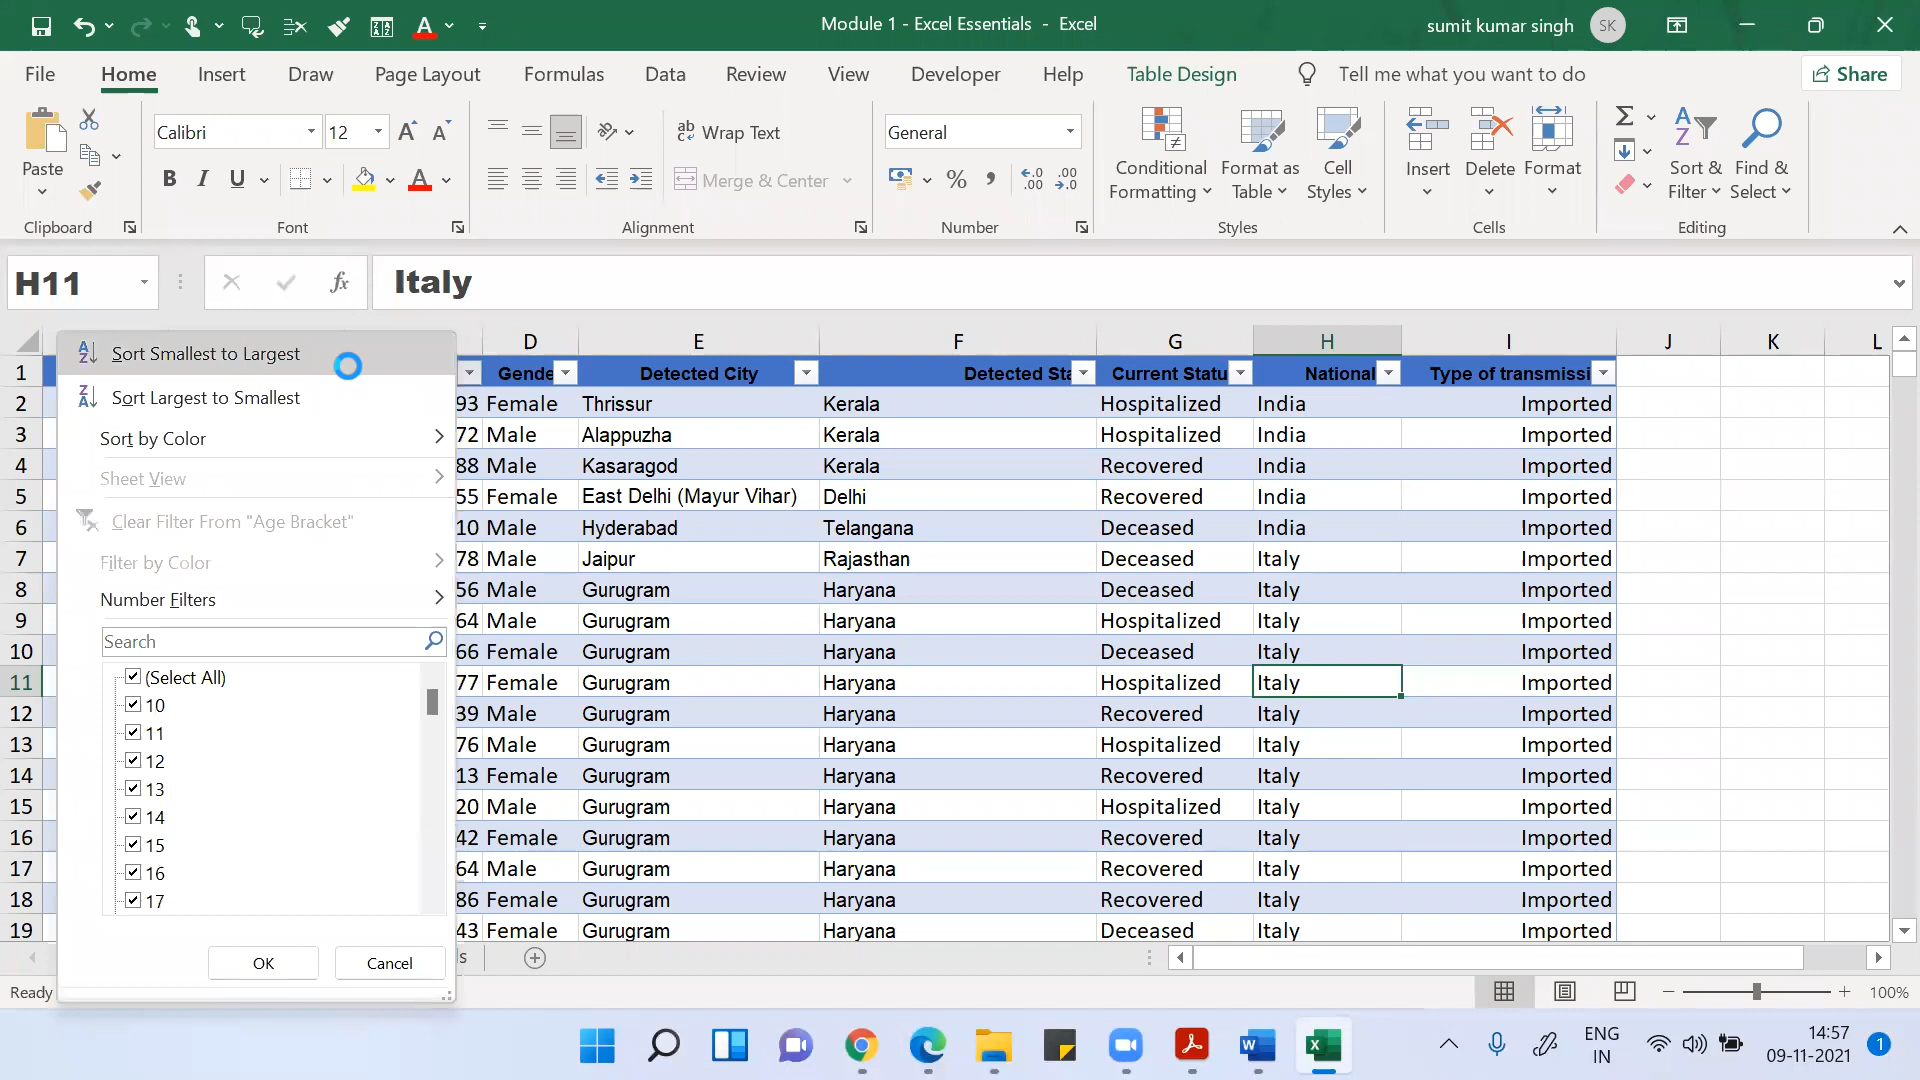 Module 1 - Excel Essentials - Excel
sumit kumar singh
SK
File Home Insert Draw Page Layout Formulas Data Review View Developer Help Table Design Tell me what you want to do Share
Paste
Clipboard
Calibri 12
B I U
Font
Wrap Text
Merge & Center
Alignment
General
Number
Conditional Formatting
Format as Table
Cell Styles
Styles
Insert Delete Format
Cells
Sort & Filter
Find & Select
Editing
H11
fx
Italy
D E F G H I J K L
Sort Smallest to Largest
Sort Largest to Smallest
Sort by Color
Sheet View
Clear Filter From "Age Bracket"
Filter by Color
Number Filters
Search
(Select All)
10
11
12
13
14
15
16
17
OK Cancel
1 Gende Detected City Detected Sta Current Statu National Type of transmissi
2 93 Female Thrissur Kerala Hospitalized India Imported
3 72 Male Alappuzha Kerala Hospitalized India Imported
4 88 Male Kasaragod Kerala Recovered India Imported
5 55 Female East Delhi (Mayur Vihar) Delhi Recovered India Imported
6 10 Male Hyderabad Telangana Deceased India Imported
7 78 Male Jaipur Rajasthan Deceased Italy Imported
8 56 Male Gurugram Haryana Deceased Italy Imported
9 64 Male Gurugram Haryana Hospitalized Italy Imported
10 66 Female Gurugram Haryana Deceased Italy Imported
11 77 Female Gurugram Haryana Hospitalized Italy Imported
12 39 Male Gurugram Haryana Recovered Italy Imported
13 76 Male Gurugram Haryana Hospitalized Italy Imported
14 13 Female Gurugram Haryana Recovered Italy Imported
15 20 Male Gurugram Haryana Hospitalized Italy Imported
16 42 Female Gurugram Haryana Recovered Italy Imported
17 64 Male Gurugram Haryana Recovered Italy Imported
18 86 Female Gurugram Haryana Recovered Italy Imported
19 43 Female Gurugram Haryana Deceased Italy Imported
s
Ready
100%
ENG
IN
14:57
09-11-2021
1